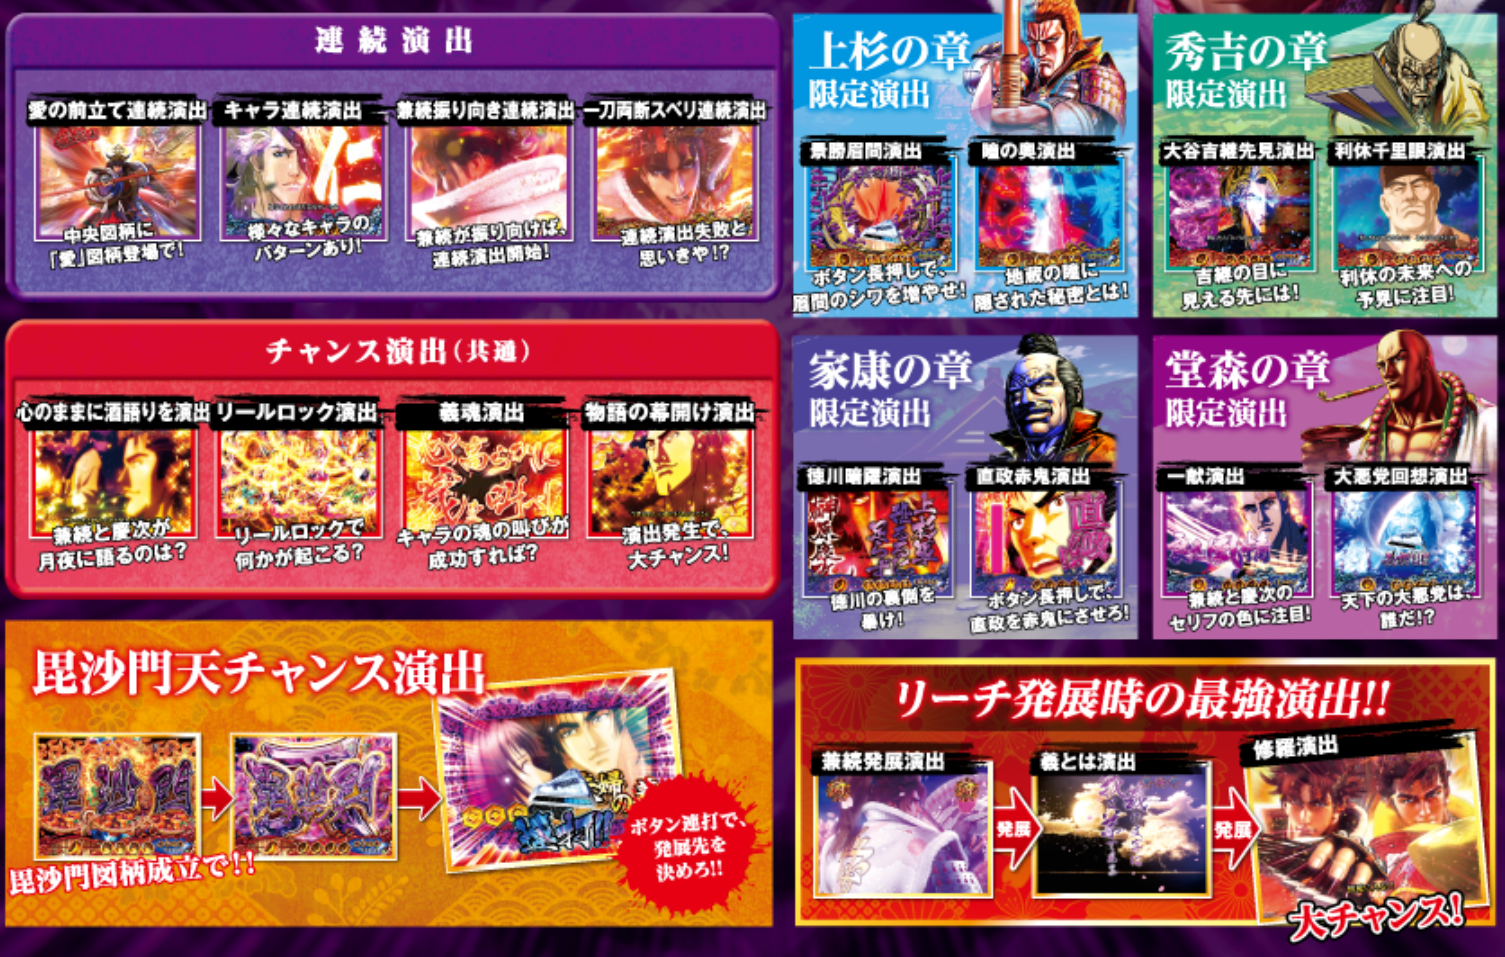 連続演出
愛の前立て連続演出
中央図柄に
「愛」図柄登場で!
キャラ連続演出
仁
様々なキャラの
パターンあり!
兼続振り向き連続演出
兼続が振り向けば、
連続演出開始!
一刀両断スベリ連続演出
連続演出失敗と
思いきや!?
チャンス演出(共通)
心のままに酒語りを演出
兼続と慶次が
月夜に語るのは?
リールロック演出
リールロックで
何かが起こる?
義魂演出
キャラの魂の叫びが
成功すれば?
物語の幕開け演出
演出発生で、
大チャンス!
毘沙門天チャンス演出
毘沙門
毘沙門
連打!!
毘沙門図柄成立で!!
ボタン連打で、
発展先を
決めろ!!
上杉の章
限定演出
景勝眉間演出
ボタン長押しで、
眉間のシワを増やせ!
瞳の奥演出
地蔵の瞳に
隠された秘密とは!
秀吉の章
限定演出
大谷吉継先見演出
吉継の目に
見える先には!
利休千里眼演出
利休の未来への
予見に注目!
家康の章
限定演出
徳川暗羅演出
徳川の裏側を
暴け!
直政赤鬼演出
直政
ボタン長押しで、
直政を赤鬼にさせろ!
堂森の章
限定演出
一献演出
兼続と慶次の
セリフの色に注目!
大悪党回想演出
天下の大悪党は、
誰だ!?
リーチ発展時の最強演出!!
兼続発展演出
発展
義とは演出
発展
修羅演出
大チャンス!